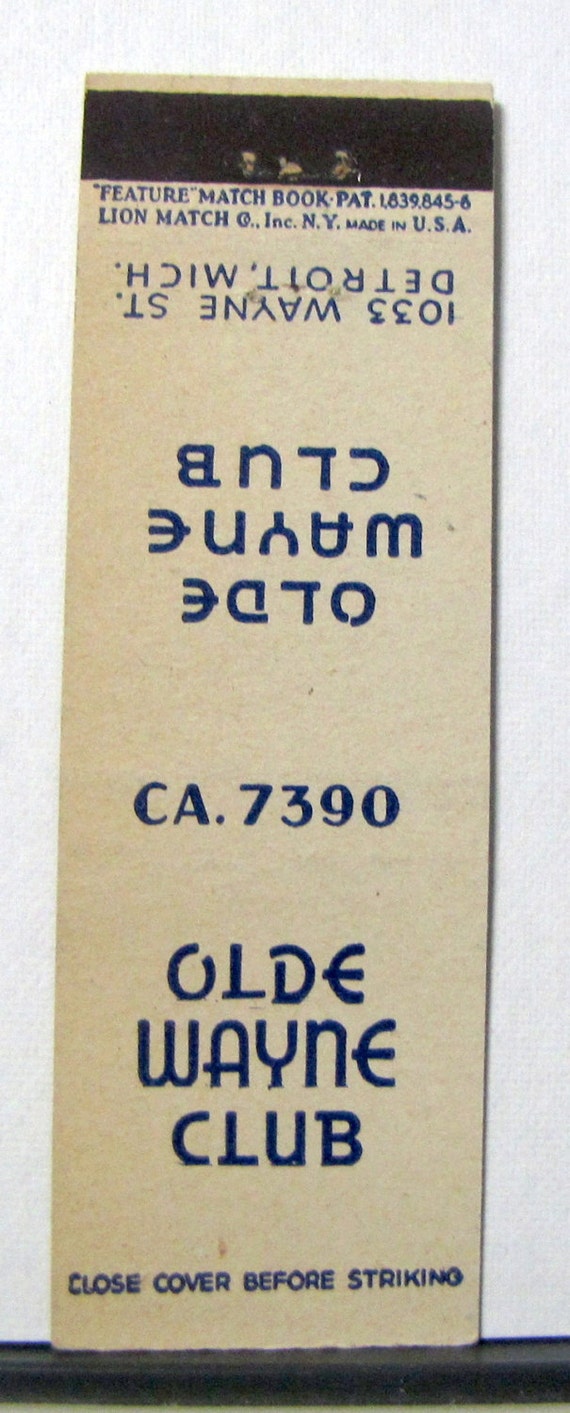 "FEATURE" MATCH BOOK-PAT. 1,839,845-6
LION MATCH Co., Inc. N.Y. MADE IN U.S.A.
1033 WAYNE ST.
DETROIT, MICH.
OLDE
WAYNE
CLUB
CA. 7390
OLDE
WAYNE
CLUB
CLOSE COVER BEFORE STRIKING